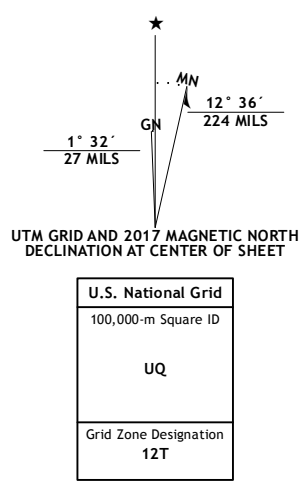 ★
MN
12° 36´
224 MILS
GN
1° 32´
27 MILS
UTM GRID AND 2017 MAGNETIC NORTH
DECLINATION AT CENTER OF SHEET
U.S. National Grid
100,000-m Square ID
UQ
Grid Zone Designation
12T